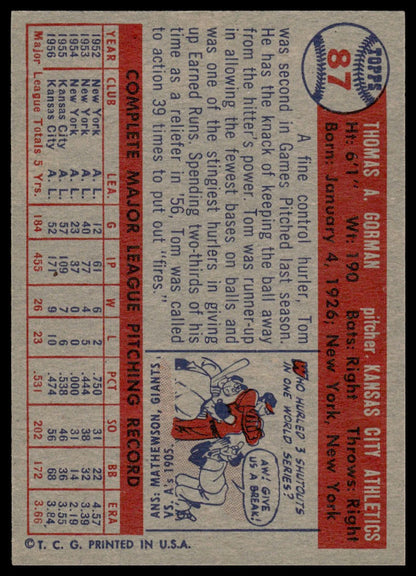 TOPPS
87
THOMAS A. GORMAN pitcher, KANSAS CITY ATHLETICS
Ht: 6'1" Wt: 190 Bats: Right Throws: Right
Born: January 4, 1926; New York, New York
A fine control hurler, Tom
was second in Games Pitched last season.
He has the knack of keeping the ball away
from the hitter's power. Tom was runner-up
in allowing the fewest bases on balls and
was one of the stingiest hurlers in giving
up Earned Runs. Spending two-thirds of his
time as a reliefer in '56, Tom was called
to action 39 times to put out "fires."
WHO HURLED 3 SHUTOUTS
IN ONE WORLD SERIES?
AW! GIVE
US A BREAK!
ANS: MATHEWSON, GIANTS,
VS. A'S, 1905
COMPLETE MAJOR LEAGUE PITCHING RECORD
YEAR CLUB LEA. G IP W L PCT SO BB ERA
1952 New York A. L. 12 61 6 2 .750 31 22 4.57
1953 New York A. L. 40 77 4 5 .444 38 32 3.39
1954 New York A. L. 23 37 0 0 .000 31 14 2.19
1955 Kansas City A. L. 57 109 7 6 .538 46 36 3.55
1956 Kansas City A. L. 52 171 9 10 .474 56 68 3.84
Major League Totals 5 Yrs. 184 455 26 23 .531 202 172 3.66
© T. C. G. PRINTED IN U.S.A.